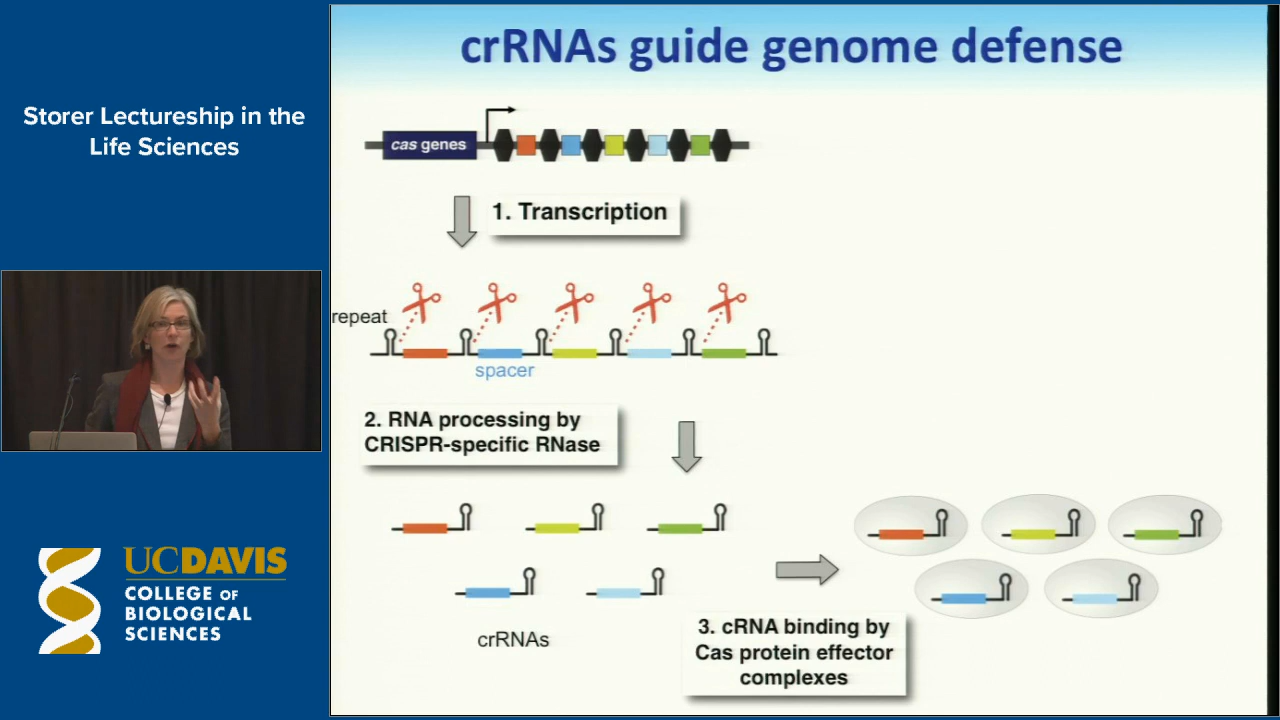 Storer Lectureship in the
Life Sciences
UCDAVIS
COLLEGE OF
BIOLOGICAL
SCIENCES
crRNAs guide genome defense
cas genes
1. Transcription
repeat
spacer
2. RNA processing by
CRISPR-specific RNase
crRNAs
3. cRNA binding by
Cas protein effector
complexes